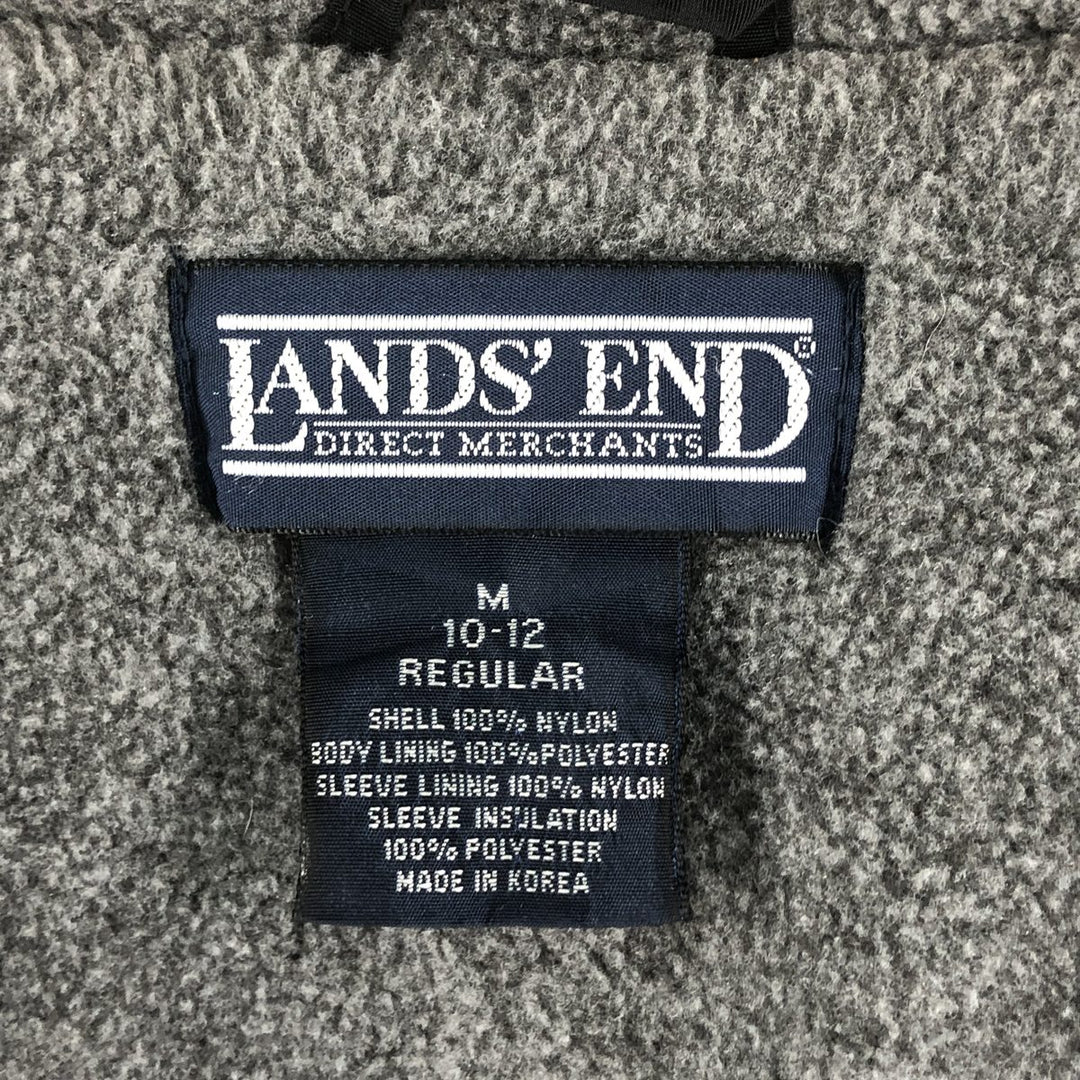 LANDS' END®
DIRECT MERCHANTS
M
10-12
REGULAR
SHELL 100% NYLON
BODY LINING 100% POLYESTER
SLEEVE LINING 100% NYLON
SLEEVE INSULATION
100% POLYESTER
MADE IN KOREA